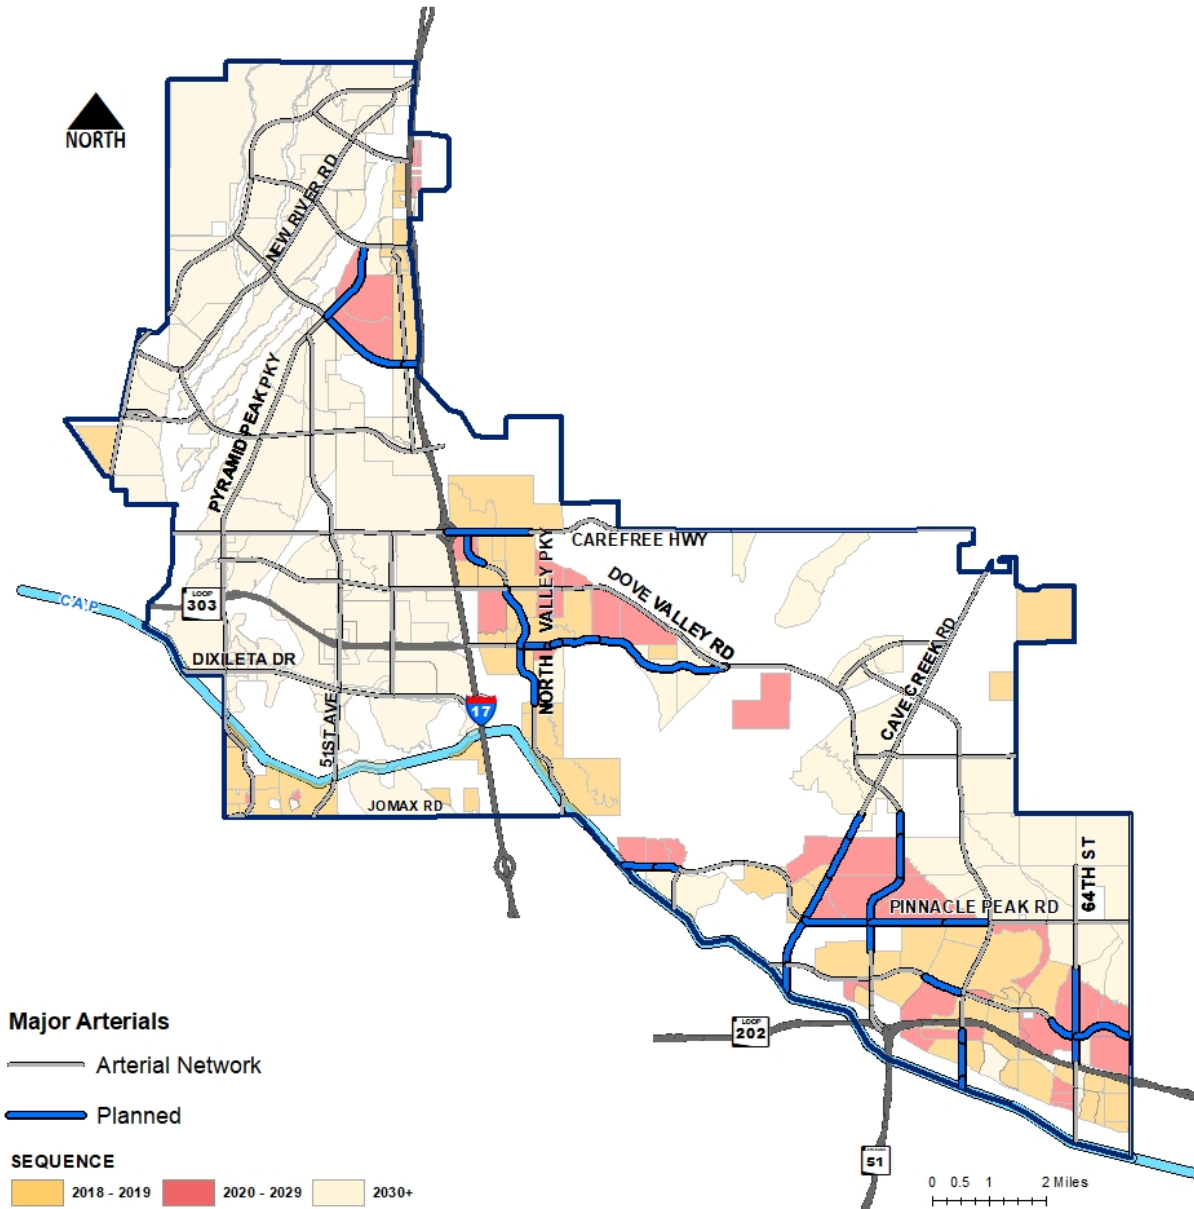 NORTH
NEW RIVER RD
PYRAMID PEAK PKY
CAREFREE HWY
NORTH VALLEY PKY
DOVE VALLEY RD
C.A.P.
LOOP
303
DIXILETA DR
51ST AVE
17
CAVE CREEK RD
JOMAX RD
64TH ST
PINNACLE PEAK RD
LOOP
202
51
Major Arterials
Arterial Network
Planned
SEQUENCE
2018 - 2019
2020 - 2029
2030+
0 0.5 1 2 Miles